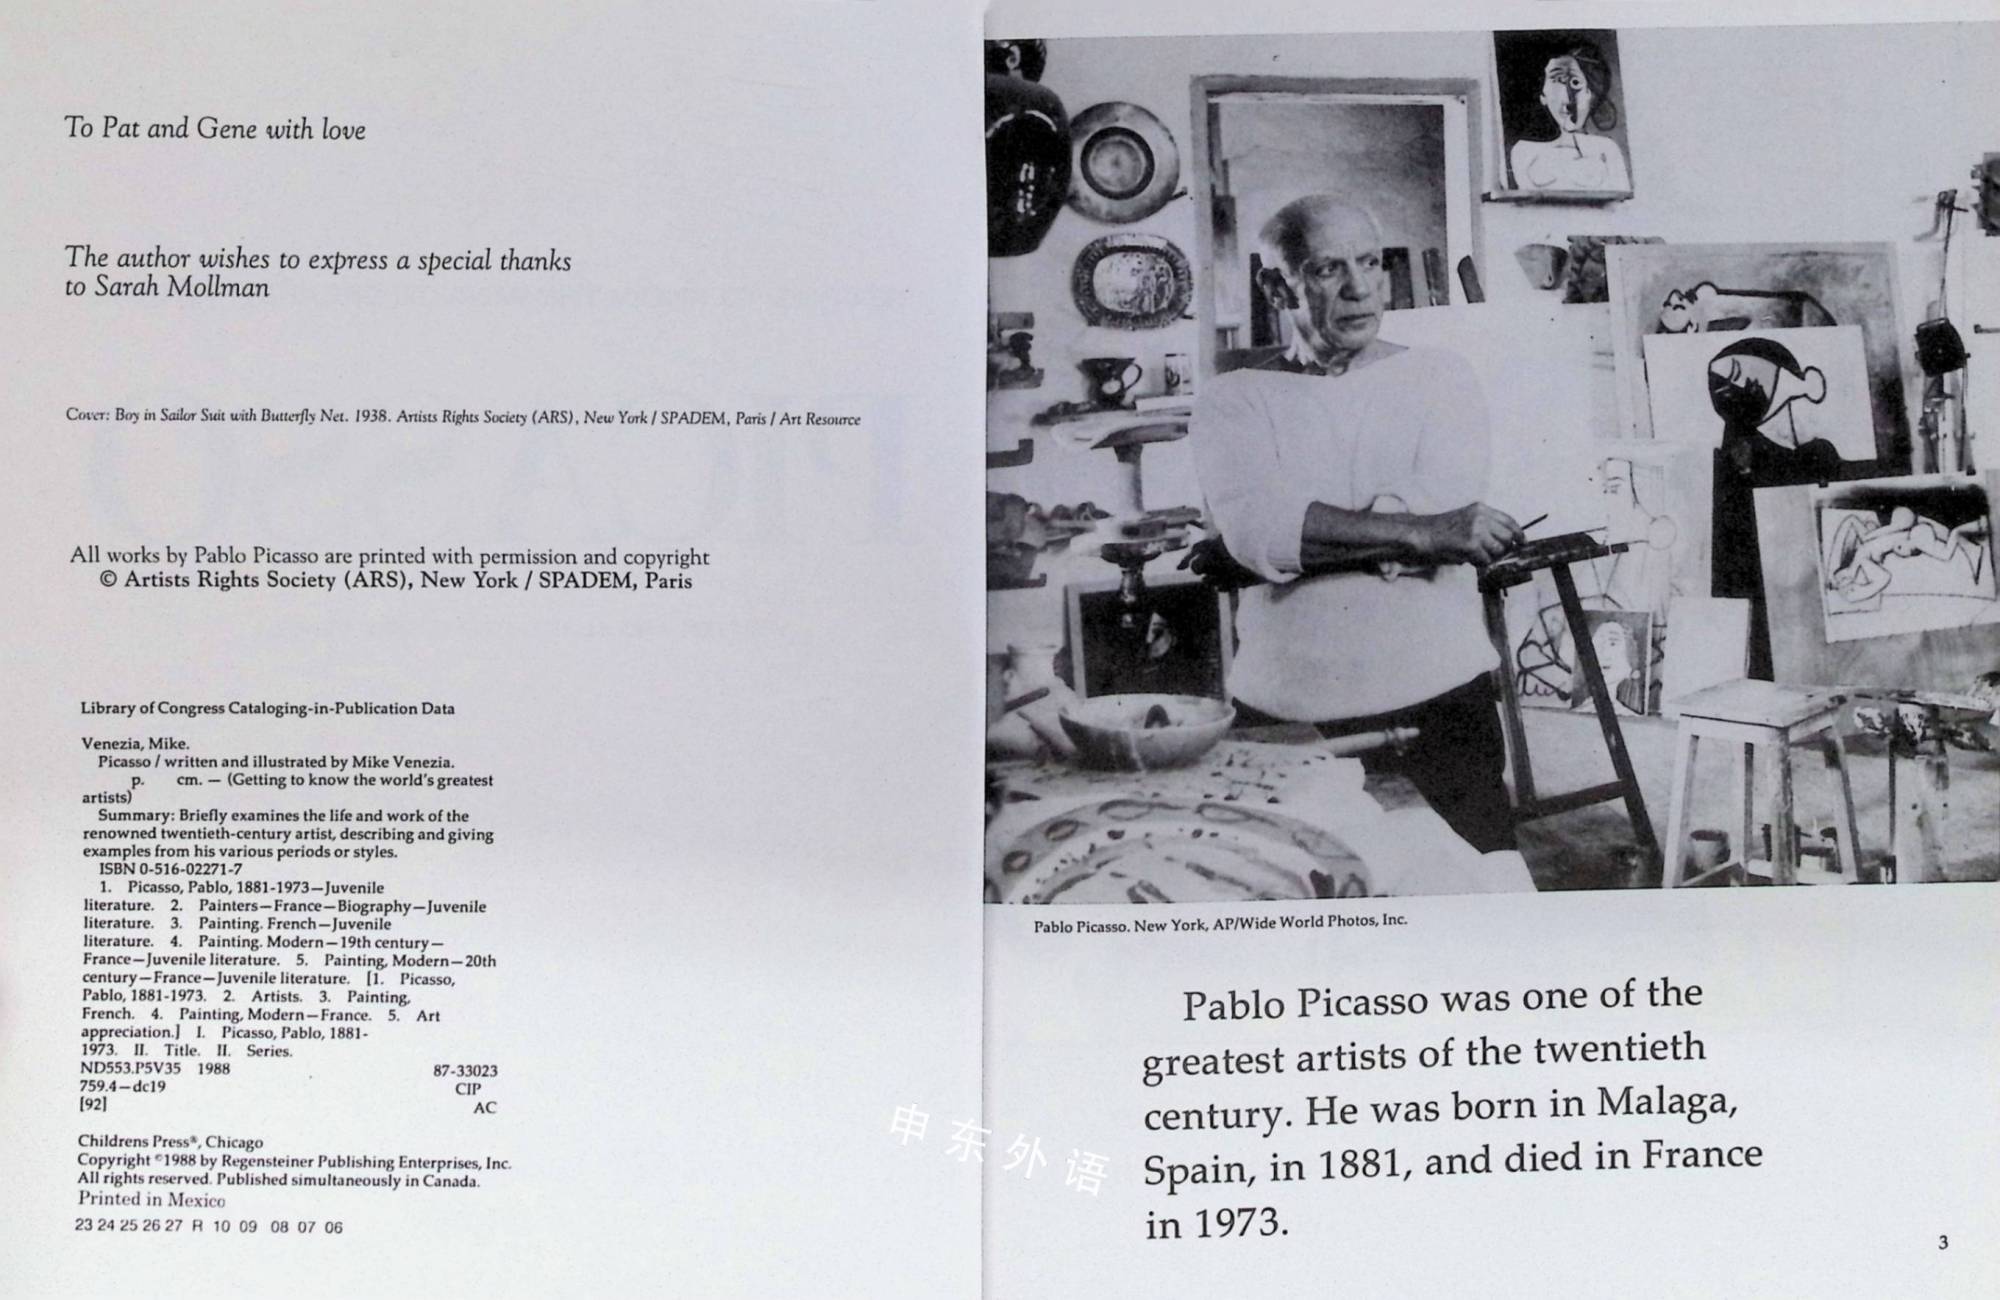 To Pat and Gene with love
The author wishes to express a special thanks
to Sarah Mollman
Cover: Boy in Sailor Suit with Butterfly Net. 1938. Artists Rights Society (ARS), New York / SPADEM, Paris / Art Resource
All works by Pablo Picasso are printed with permission and copyright
© Artists Rights Society (ARS), New York / SPADEM, Paris
Library of Congress Cataloging-in-Publication Data
Venezia, Mike.
Picasso / written and illustrated by Mike Venezia.
p. cm. — (Getting to know the world's greatest
artists)
Summary: Briefly examines the life and work of the
renowned twentieth-century artist, describing and giving
examples from his various periods or styles.
ISBN 0-516-02271-7
1. Picasso, Pablo, 1881-1973—Juvenile
literature. 2. Painters—France—Biography—Juvenile
literature. 3. Painting, French—Juvenile
literature. 4. Painting. Modern—19th century—
France—Juvenile literature. 5. Painting, Modern—20th
century—France—Juvenile literature. [1. Picasso,
Pablo, 1881-1973. 2. Artists. 3. Painting,
French. 4. Painting, Modern—France. 5. Art
appreciation.] I. Picasso, Pablo, 1881-
1973. II. Title. II. Series.
ND553.P5V35 1988 87-33023
759.4—dc19 CIP
[92] AC
Childrens Press®, Chicago
Copyright ©1988 by Regensteiner Publishing Enterprises, Inc.
All rights reserved. Published simultaneously in Canada.
Printed in Mexico
23 24 25 26 27 R 10 09 08 07 06
申东外语
Pablo Picasso. New York, AP/Wide World Photos, Inc.
Pablo Picasso was one of the
greatest artists of the twentieth
century. He was born in Malaga,
Spain, in 1881, and died in France
in 1973.
3